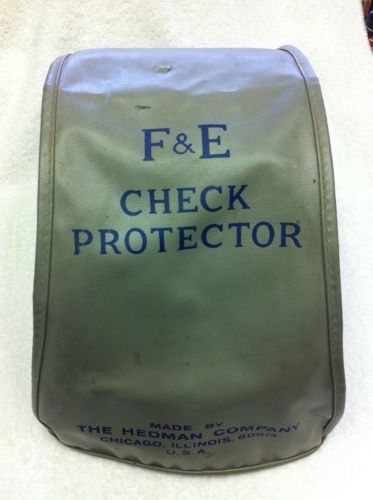 F & E
CHECK
PROTECTOR
MADE BY
THE HEDMAN COMPANY
CHICAGO, ILLINOIS, 60614
U.S.A.